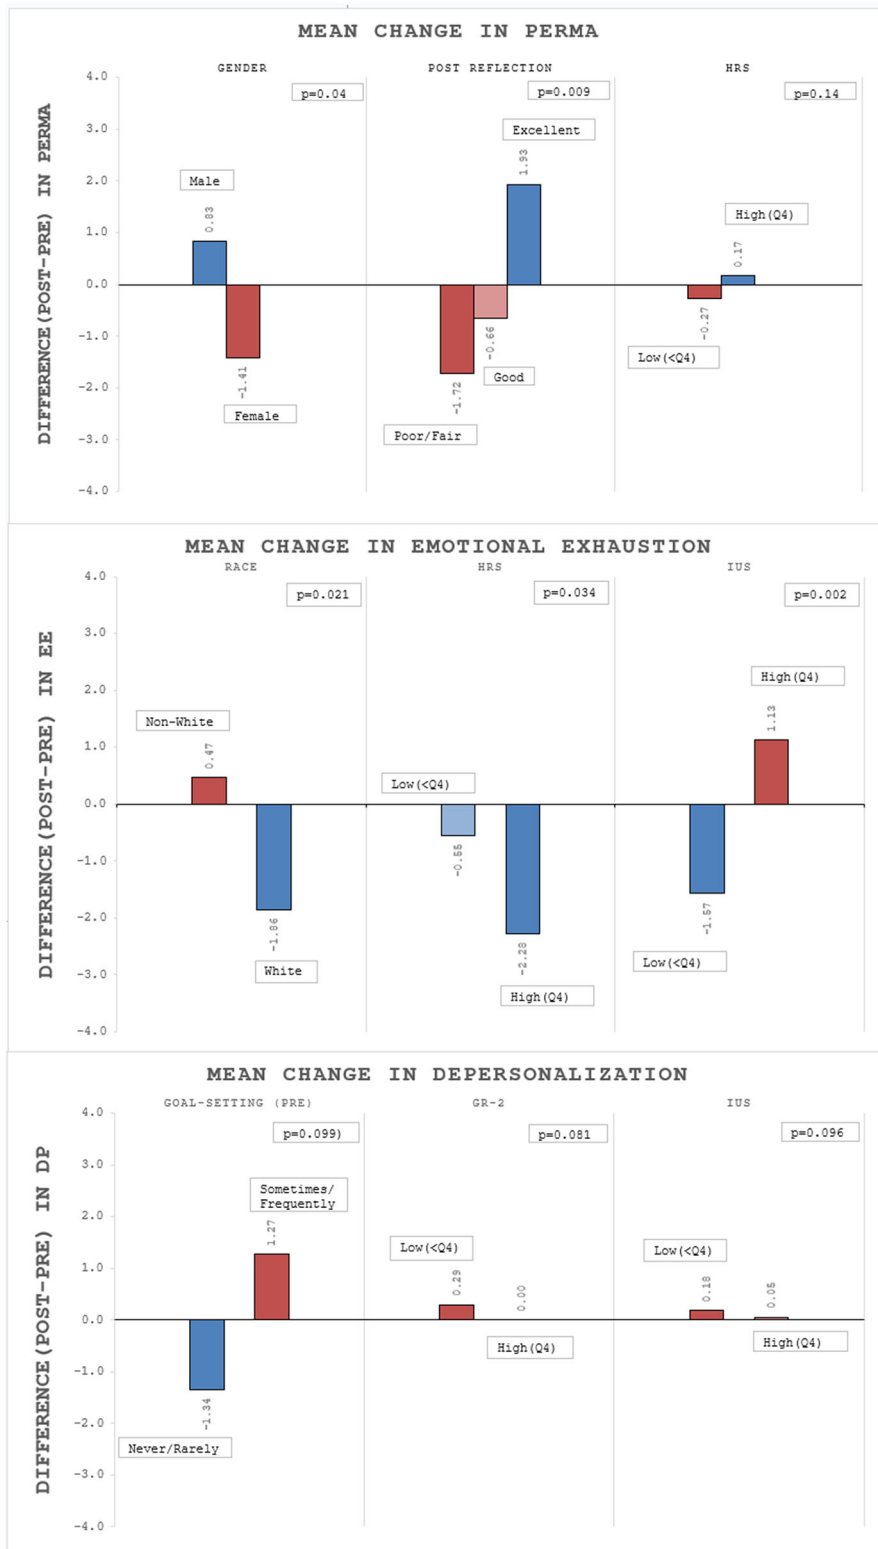 MEAN CHANGE IN PERMA
GENDER POST REFLECTION HRS
4.0
3.0
2.0
1.0
0.0
-1.0
-2.0
-3.0
-4.0
DIFFERENCE(POST-PRE) IN PERMA
p=0.04
Male
0.83
-1.41
Female
p=0.009
Excellent
1.93
-0.66
Good
-1.72
Poor/Fair
p=0.14
High(Q4)
0.17
-0.27
Low(<Q4)
MEAN CHANGE IN EMOTIONAL EXHAUSTION
RACE HRS IUS
4.0
3.0
2.0
1.0
0.0
-1.0
-2.0
-3.0
-4.0
DIFFERENCE(POST-PRE) IN EE
p=0.021
Non-White
0.47
-1.86
White
p=0.034
Low(<Q4)
-0.55
-2.28
High(Q4)
p=0.002
High(Q4)
1.13
-1.57
Low(<Q4)
MEAN CHANGE IN DEPERSONALIZATION
GOAL-SETTING (PRE) GR-2 IUS
4.0
3.0
2.0
1.0
0.0
-1.0
-2.0
-3.0
-4.0
DIFFERENCE(POST-PRE) IN DP
p=0.099)
Sometimes/
Frequently
1.27
-1.34
Never/Rarely
p=0.081
Low(<Q4)
0.29
0.00
High(Q4)
p=0.096
Low(<Q4)
0.18
0.05
High(Q4)